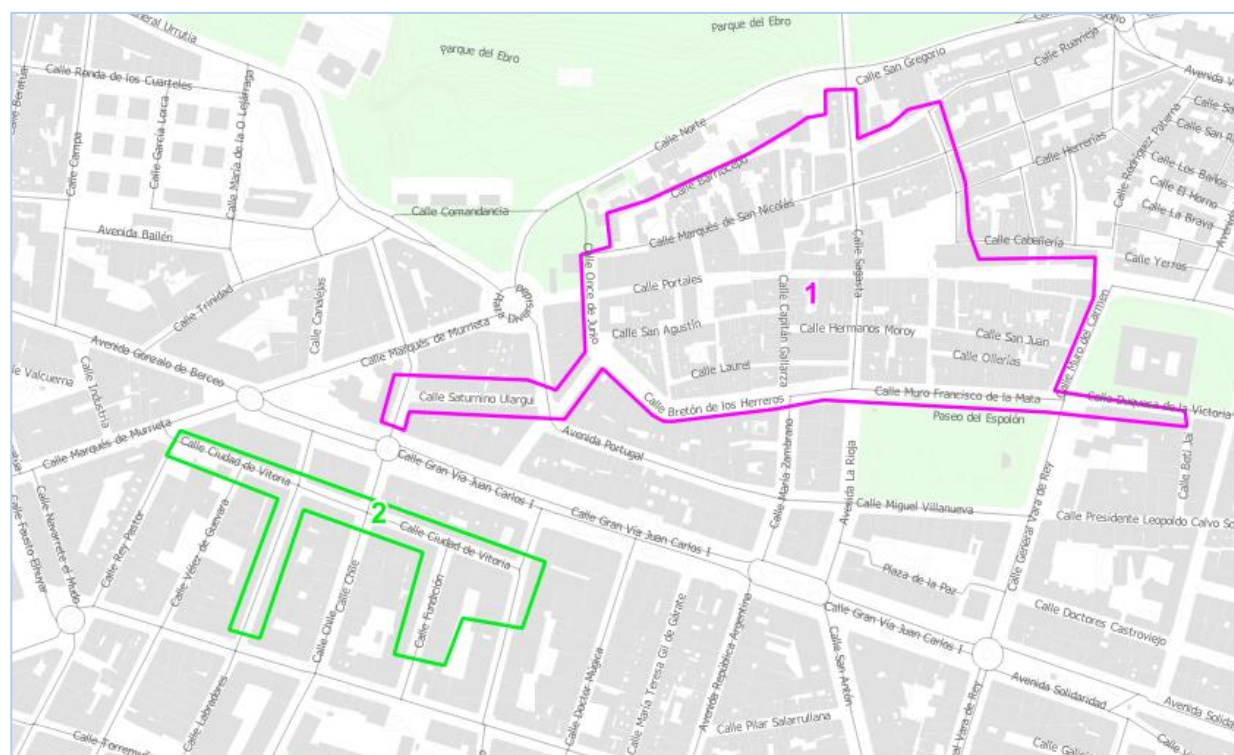 General Urrutia
Parque del Ebro
Parque del Ebro
Calle Ruavieja
Calle San Gregorio
Avenida V
Calle Ronda de los Cuarteles
Calle Beratúa
Calle García Lorca
Calle María de la O Lejárraga
Calle Campa
Calle Norte
Calle Barriocepo
Calle Herrerías
Calle Rodríguez Paterna
Calle Sa
Calle San R
Calle Los Baños
Calle El Horno
Calle La Brava
Avenida
Calle Comandancia
Calle Marqués de San Nicolás
Calle Sagasta
Calle Cabellería
Calle Yerros
Avenida Bailén
Calle Trinidad
Calle Canalejas
Calle Once de Junio
Calle Portales
1
Calle Capitán Gallarza
Calle San Agustín
Calle Hermanos Moroy
Calle San Juan
Calle Ollerías
Calle Muro del Carmen
Calle Marqués de Murrieta
Avenida Gonzalo de Berceo
Calle Laurel
le Valcuerna
Calle Industria
Calle Saturnino Ulargui
Calle Bretón de los Herreros
Calle Muro Francisco de la Mata
Calle Duquesa de la Victoria
Paseo del Espolón
Calle Marqués de Murrieta
Avenida Portugal
Calle María Zambrano
Avenida La Rioja
Calle Ciudad de Vitoria
Calle Gran Vía Juan Carlos I
Calle General Vara de Rey
2
Calle Fausto Elhuyar
Calle Navarrete el Mudo
Calle Rey Pastor
Calle Vélez de Guevara
Calle Chile
Calle Ciudad de Vitoria
Calle Gran Vía Juan Carlos I
Calle Miguel Villanueva
Calle Presidente Leopoldo Calvo So
Plaza de la Paz
Calle Chile
Calle Fundición
Calle Gran Vía Juan Carlos I
Calle Doctores Castroviejo
Calle Labradores
Calle Doctor Múgica
Calle María Teresa Gil de Gárate
Avenida República Argentina
Calle San Antón
Vara de Rey
Avenida Solidaridad
Avenida Solida
Calle Pilar Salarrullana